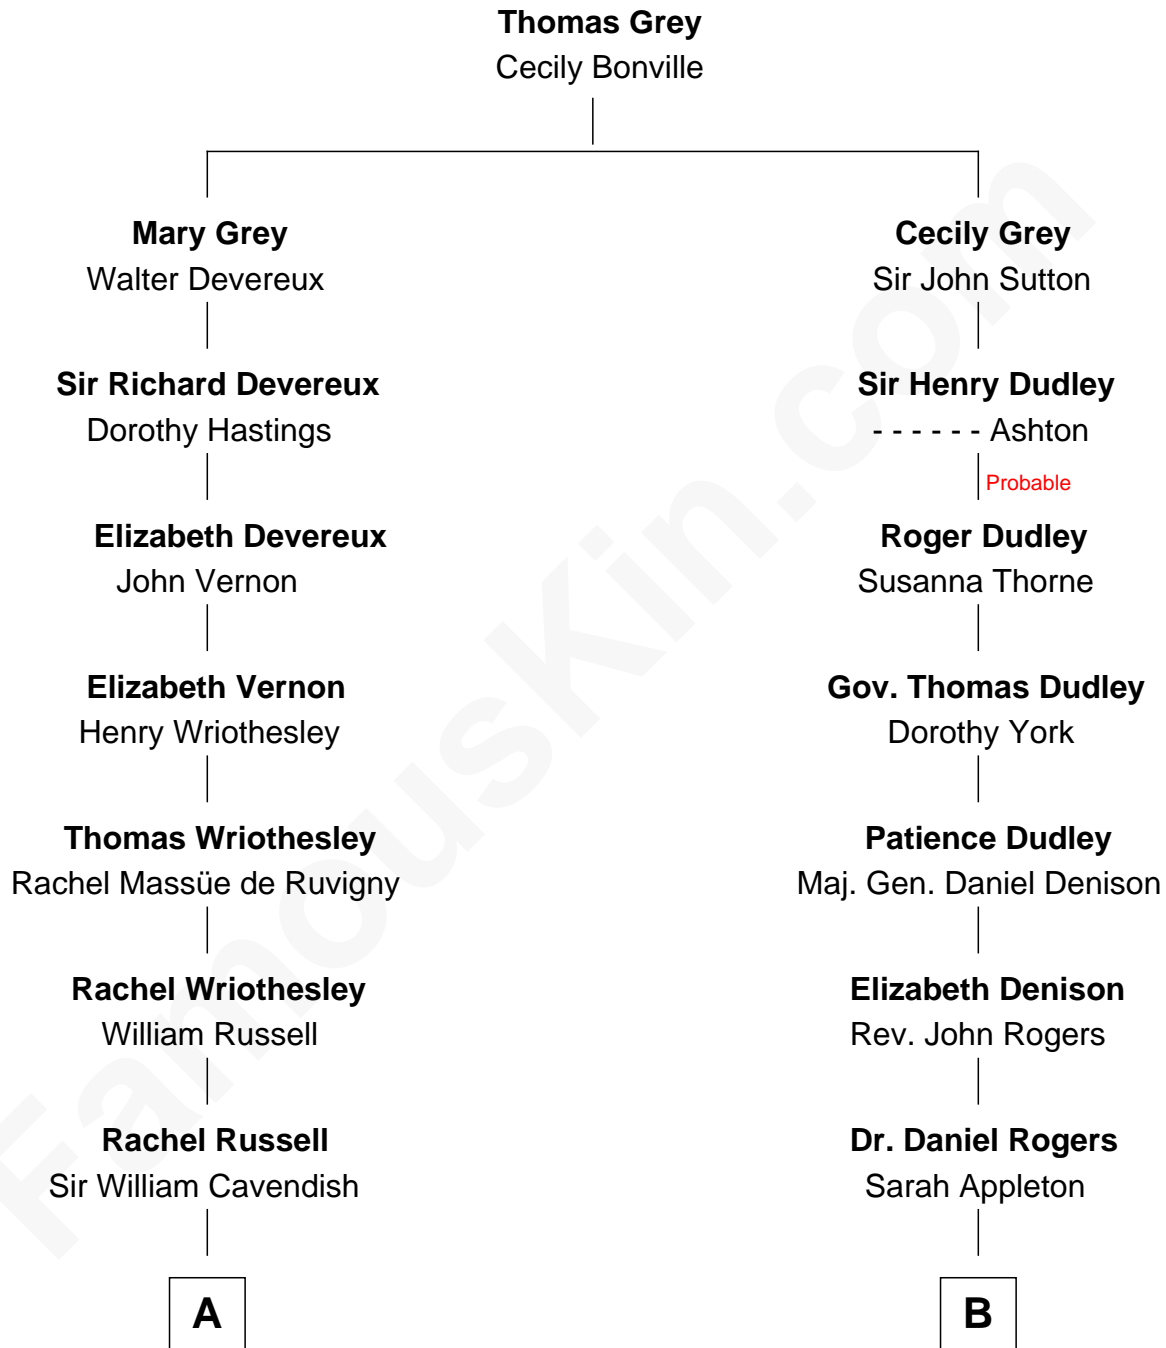 Thomas Grey
Cecily Bonville
Mary Grey
Walter Devereux
Cecily Grey
Sir John Sutton
Sir Richard Devereux
Dorothy Hastings
Sir Henry Dudley
- - - - - - Ashton
Probable
Elizabeth Devereux
John Vernon
Roger Dudley
Susanna Thorne
Elizabeth Vernon
Henry Wriothesley
Gov. Thomas Dudley
Dorothy York
Thomas Wriothesley
Rachel Massüe de Ruvigny
Patience Dudley
Maj. Gen. Daniel Denison
Rachel Wriothesley
William Russell
Elizabeth Denison
Rev. John Rogers
Rachel Russell
Sir William Cavendish
Dr. Daniel Rogers
Sarah Appleton
A
B
FamousKin.com